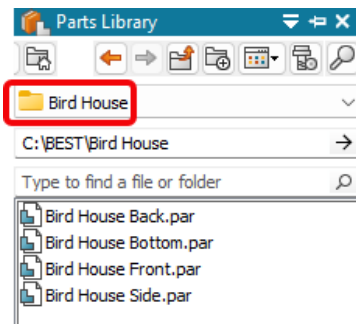 Parts Library
Bird House
C:\BEST\Bird House
Type to find a file or folder
Bird House Back.par
Bird House Bottom.par
Bird House Front.par
Bird House Side.par